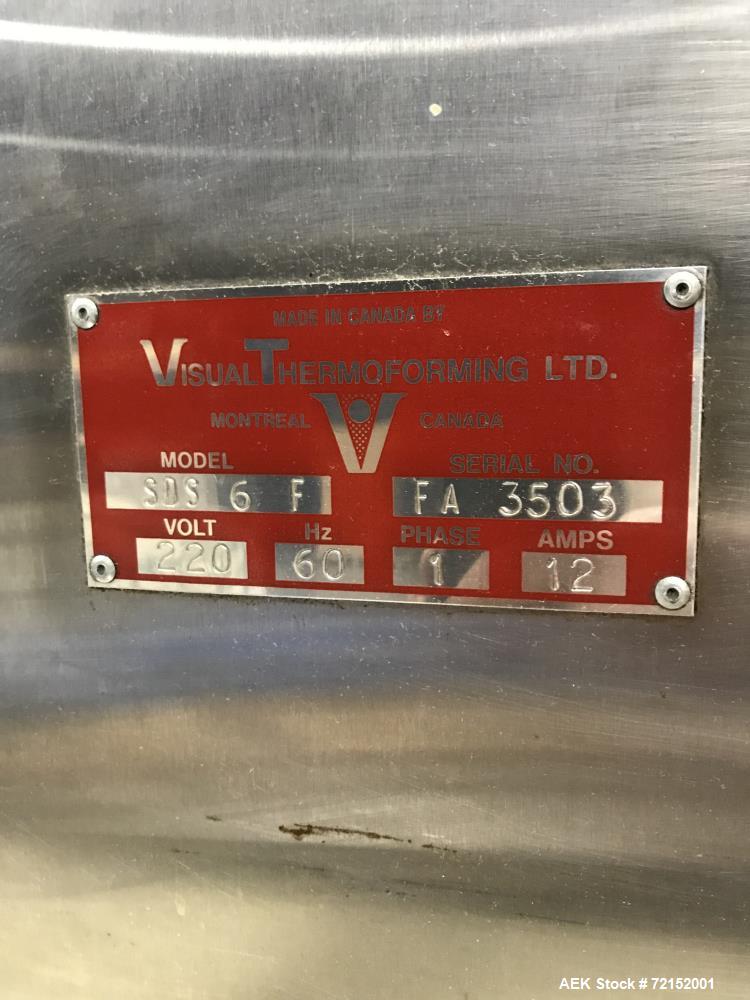 MADE IN CANADA BY
VISUAL THERMOFORMING LTD.
MONTREAL CANADA
MODEL SERIAL NO.
SDS 6 F FA 3503
VOLT Hz PHASE AMPS
220 60 1 12
AEK Stock # 72152001